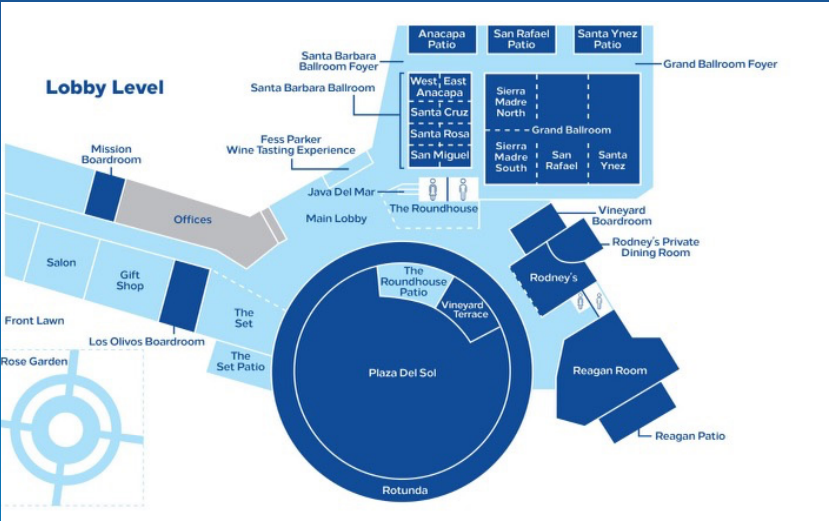 Anacapa
Patio
San Rafael
Patio
Santa Ynez
Patio
Santa Barbara
Ballroom Foyer
Grand Ballroom Foyer
Lobby Level
Santa Barbara Ballroom
West East
Anacapa
Santa Cruz
Santa Rosa
San Miguel
Sierra
Madre
North
Grand Ballroom
Sierra
Madre
South
San
Rafael
Santa
Ynez
Fess Parker
Wine Tasting Experience
Mission
Boardroom
Java Del Mar
The Roundhouse
Main Lobby
Offices
Vineyard
Boardroom
Rodney's Private
Dining Room
Rodney's
Salon
Gift
Shop
The
Roundhouse
Patio
Vineyard
Terrace
The
Set
Front Lawn
Los Olivos Boardroom
The
Set Patio
Rose Garden
Plaza Del Sol
Reagan Room
Reagan Patio
Rotunda